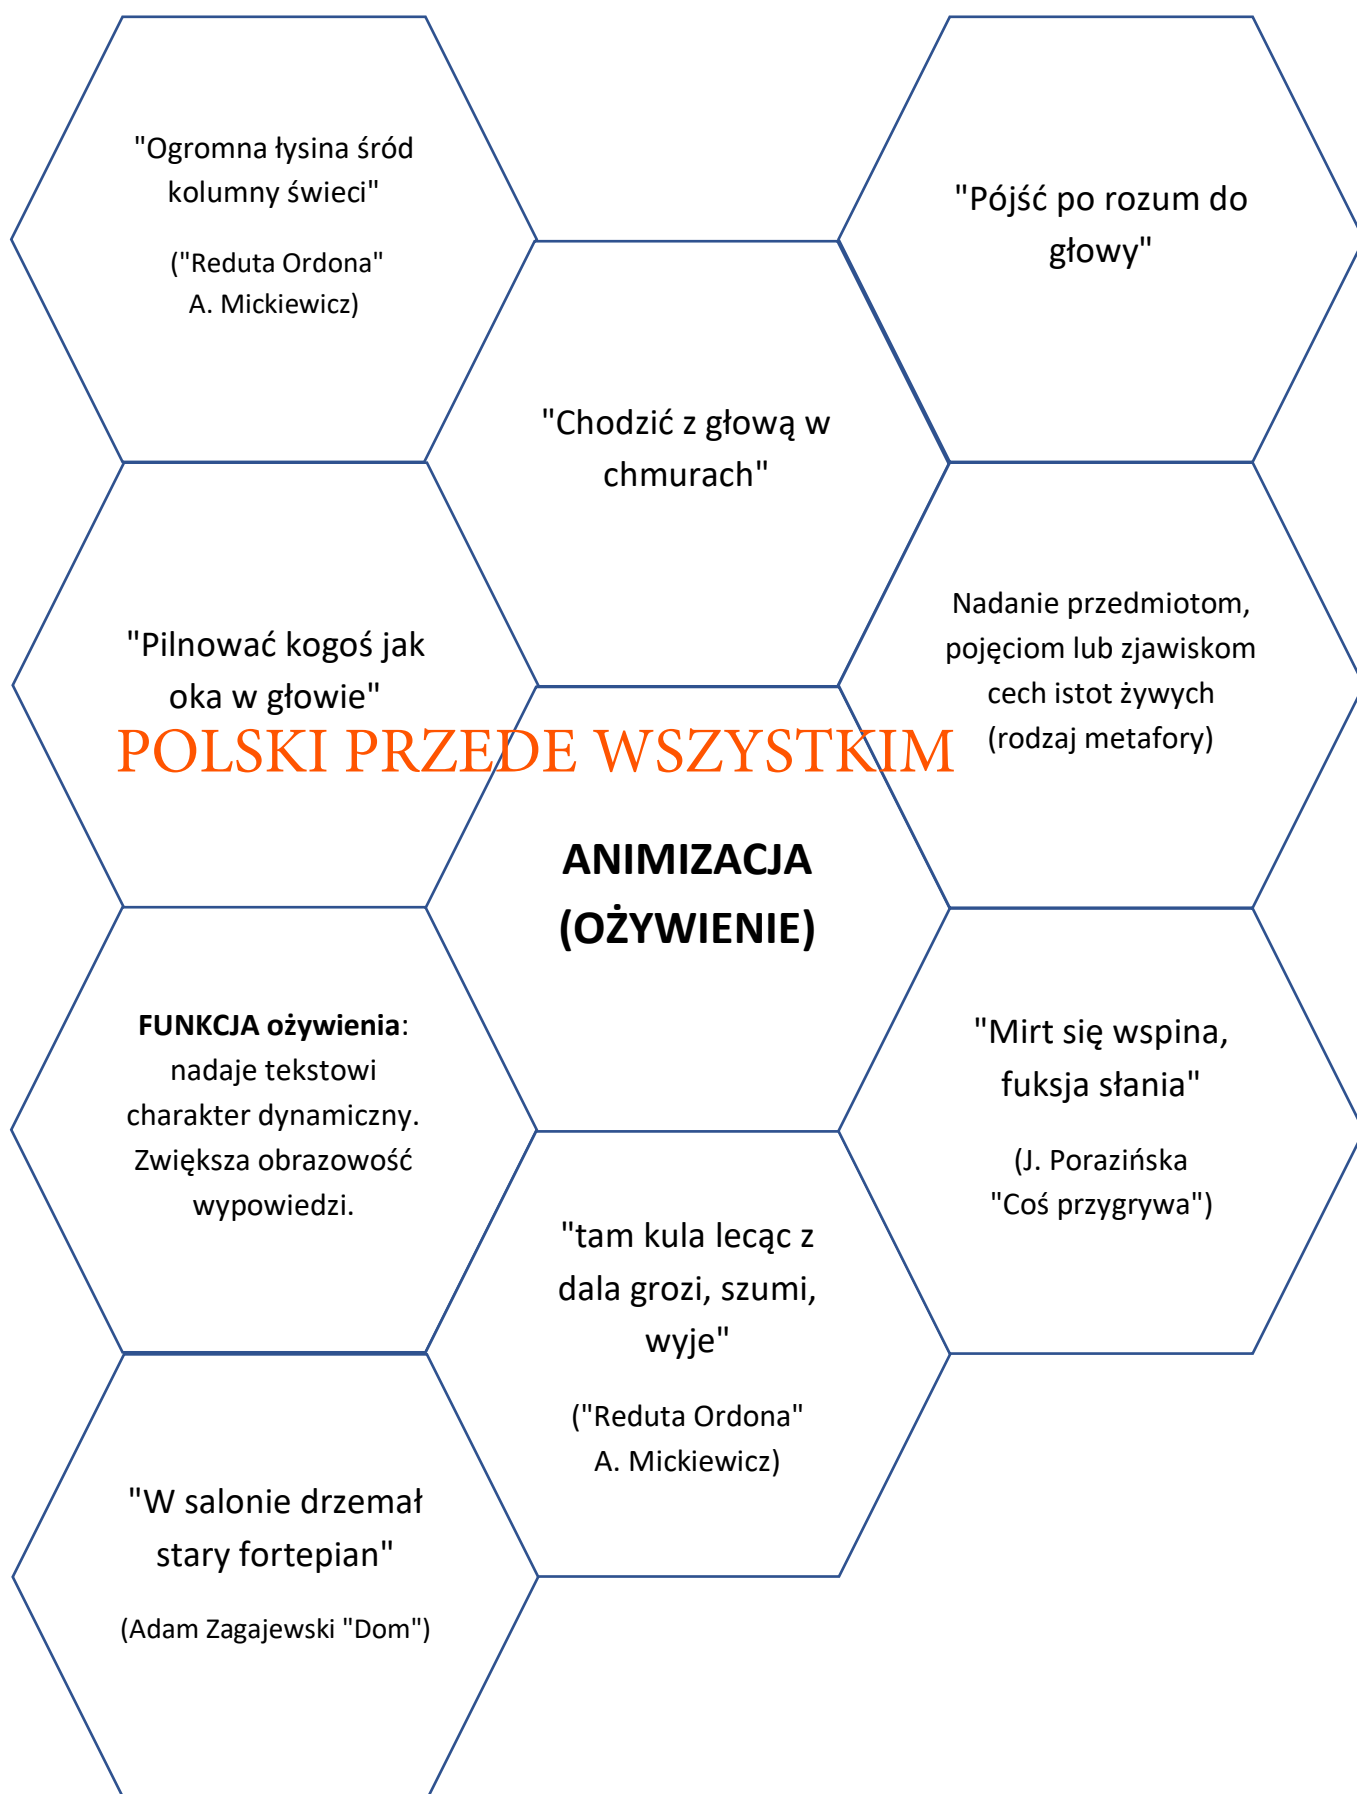 "Ogromna łysina śród
kolumny świeci"
("Reduta Ordona"
A. Mickiewicz)
"Pójść po rozum do
głowy"
"Chodzić z głową w
chmurach"
"Pilnować kogoś jak
oka w głowie"
Nadanie przedmiotom,
pojęciom lub zjawiskom
cech istot żywych
(rodzaj metafory)
POLSKI PRZEDE WSZYSTKIM
ANIMIZACJA
(OŻYWIENIE)
FUNKCJA ożywienia:
nadaje tekstowi
charakter dynamiczny.
Zwiększa obrazowość
wypowiedzi.
"Mirt się wspina,
fuksja słania"
(J. Porazińska
"Coś przygrywa")
"tam kula lecąc z
dala grozi, szumi,
wyje"
("Reduta Ordona"
A. Mickiewicz)
"W salonie drzemał
stary fortepian"
(Adam Zagajewski "Dom")